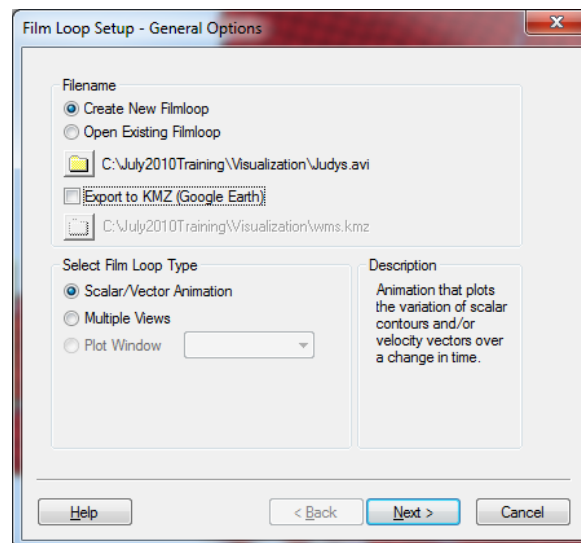 Film Loop Setup - General Options
Filename
Create New Filmloop
Open Existing Filmloop
C:\July2010Training\Visualization\Judys.avi
Export to KMZ (Google Earth)
C:\July2010Training\Visualization\wms.kmz
Select Film Loop Type
Scalar/Vector Animation
Multiple Views
Plot Window
Description
Animation that plots
the variation of scalar
contours and/or
velocity vectors over
a change in time.
Help
< Back
Next >
Cancel